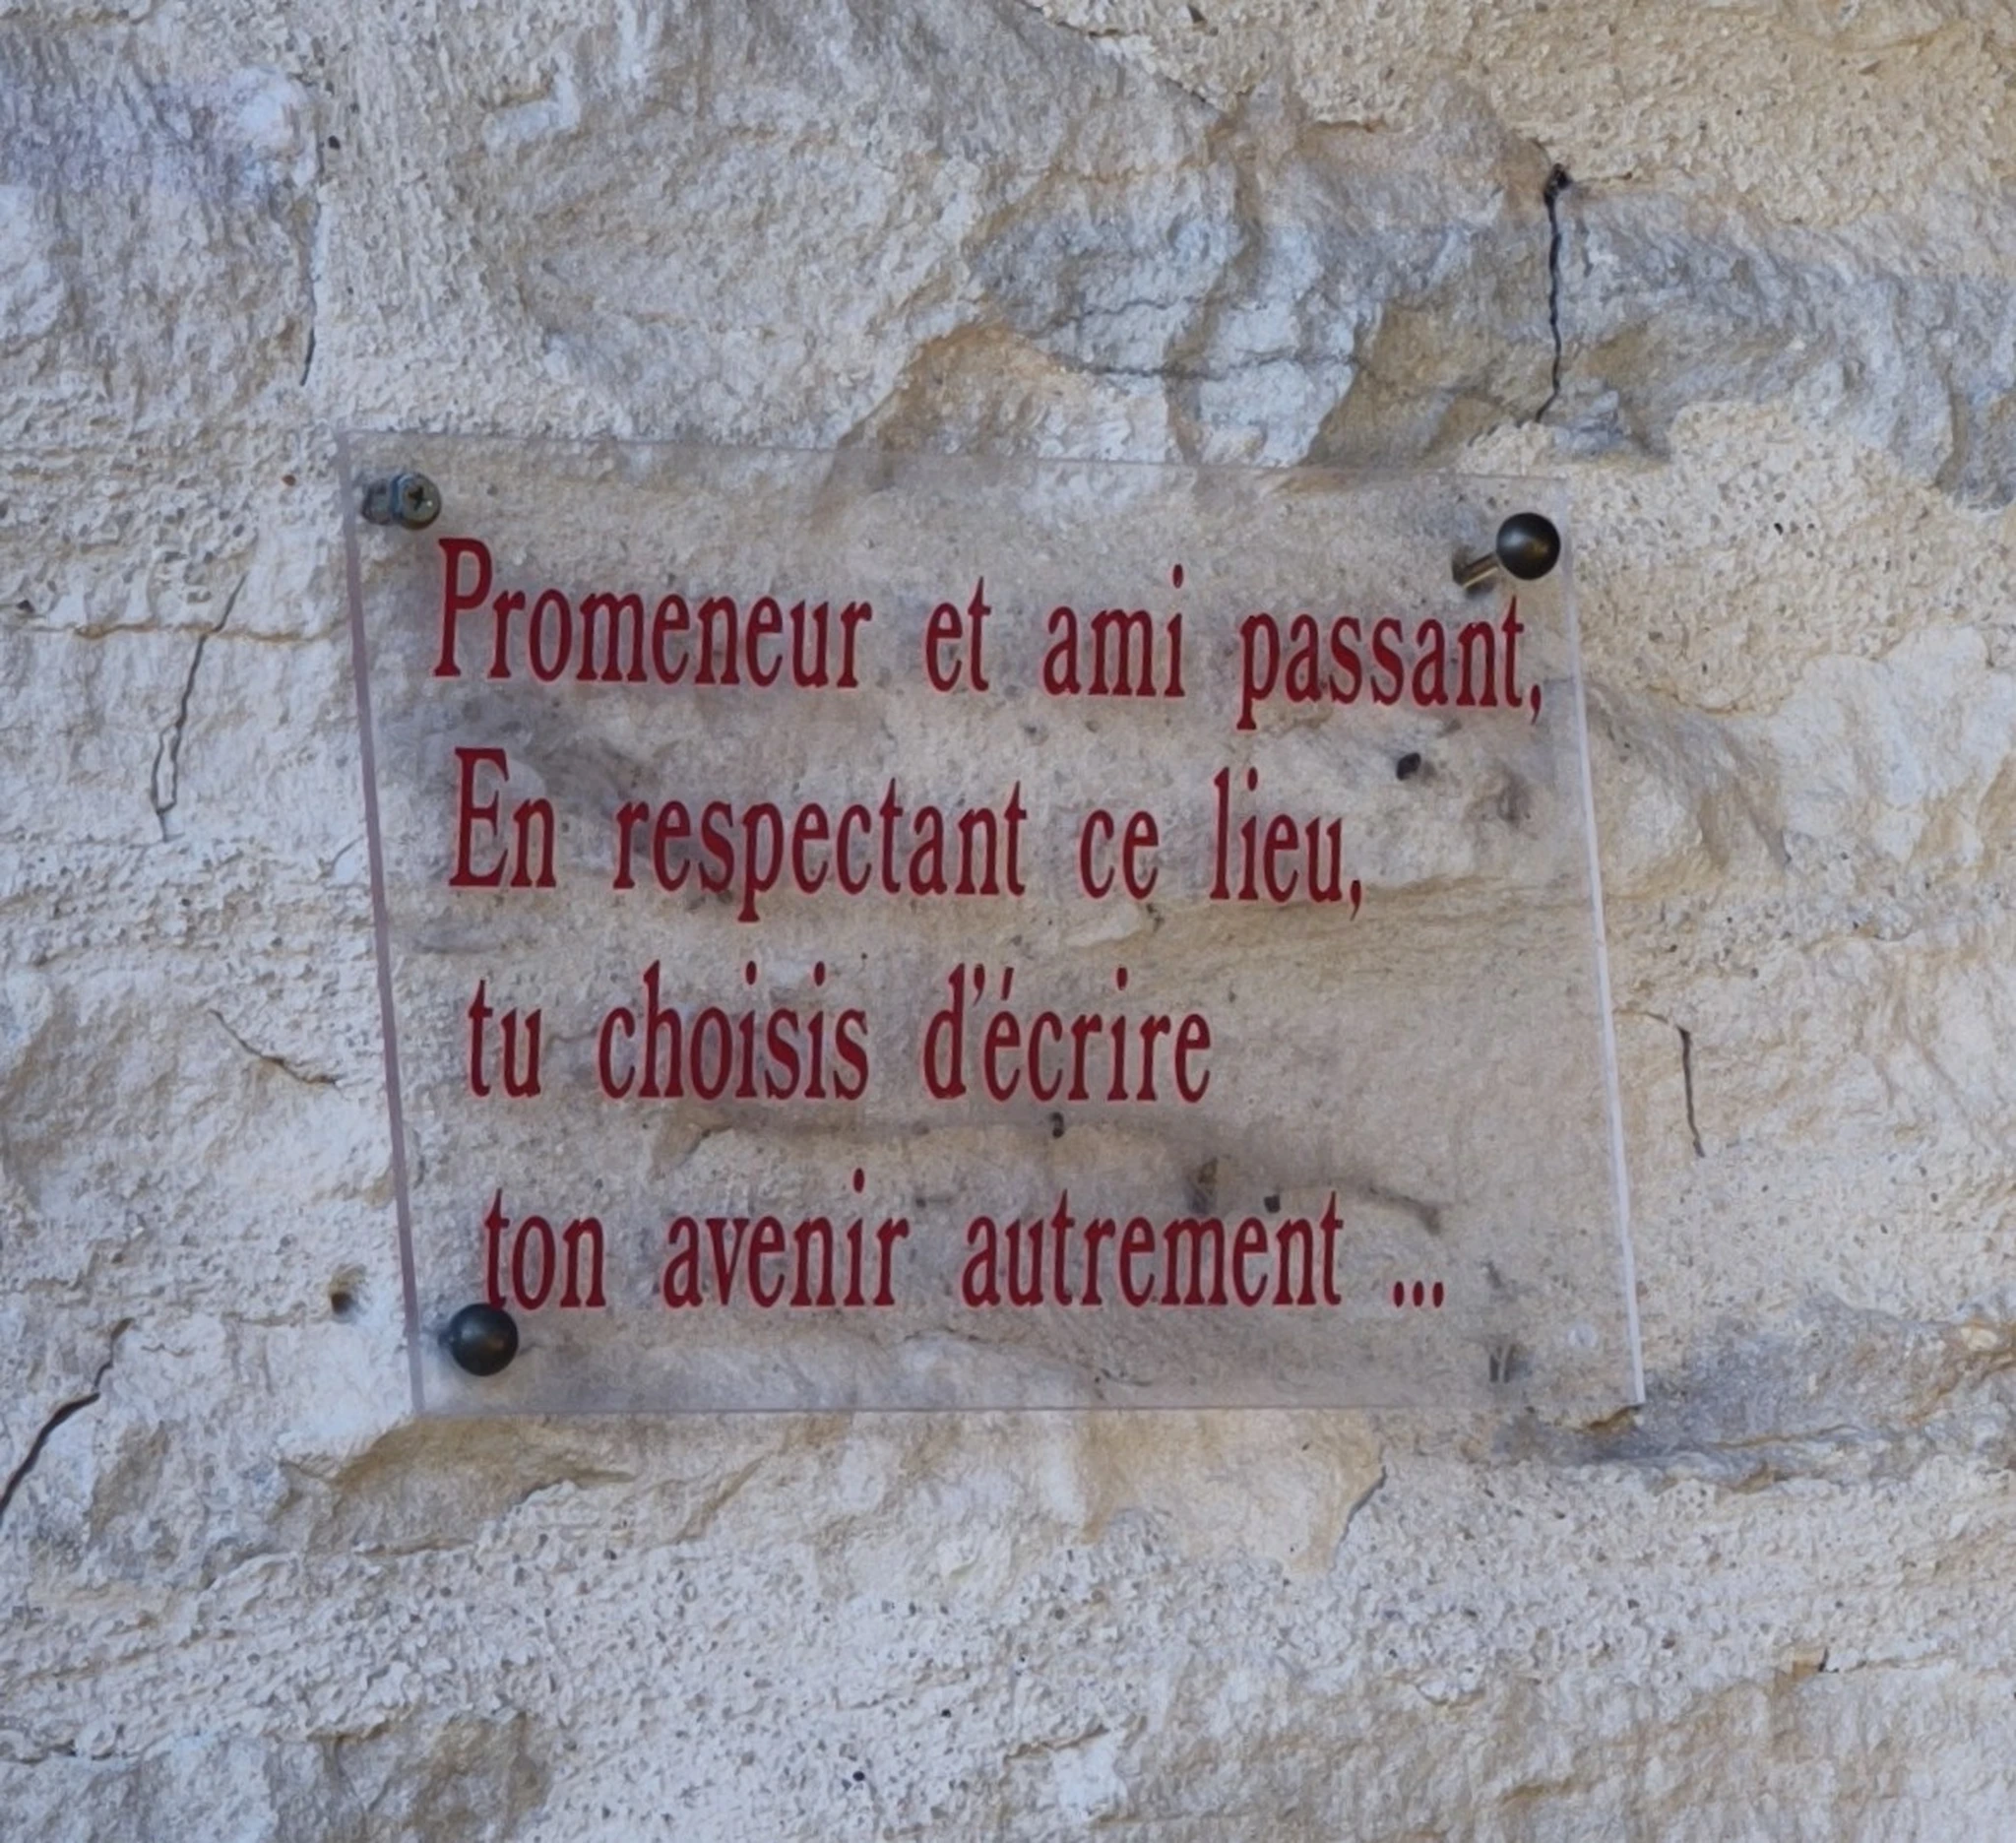 Promeneur et ami passant,
En respectant ce lieu,
tu choisis d'écrire
ton avenir autrement ...